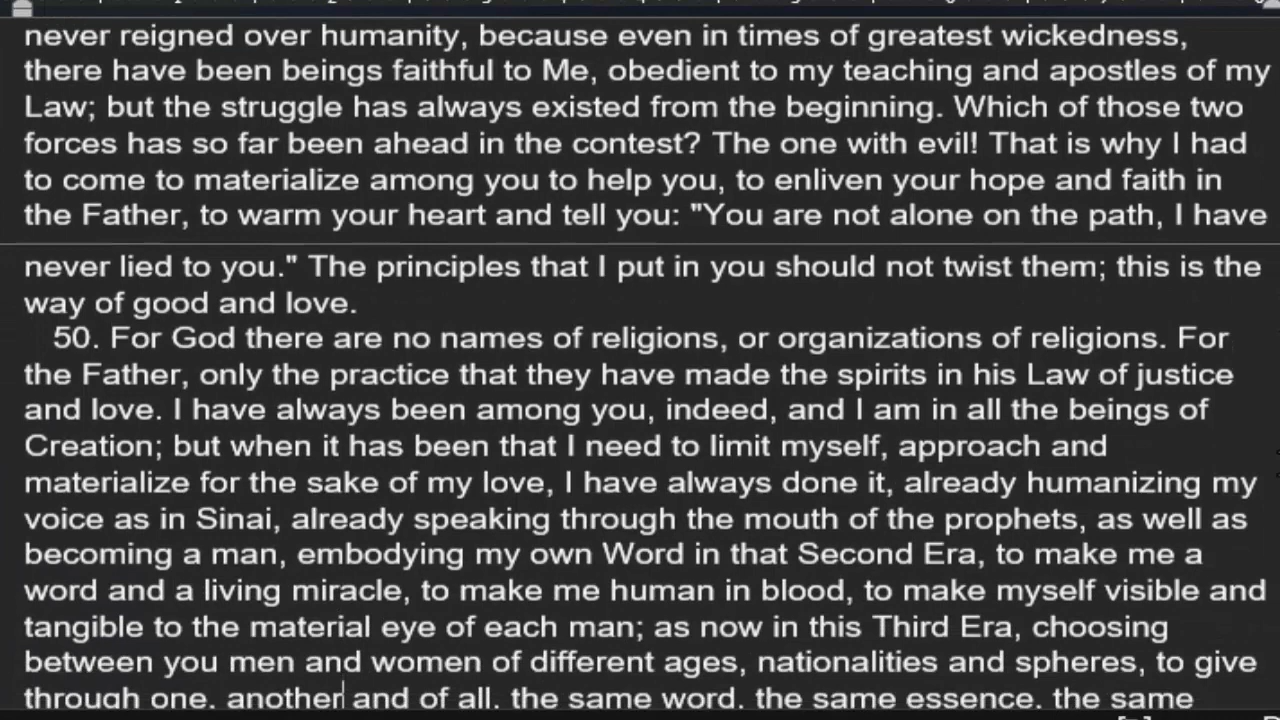 never reigned over humanity, because even in times of greatest wickedness,
there have been beings faithful to Me, obedient to my teaching and apostles of my
Law; but the struggle has always existed from the beginning. Which of those two
forces has so far been ahead in the contest? The one with evil! That is why I had
to come to materialize among you to help you, to enliven your hope and faith in
the Father, to warm your heart and tell you: "You are not alone on the path, I have
never lied to you." The principles that I put in you should not twist them; this is the
way of good and love.
50. For God there are no names of religions, or organizations of religions. For
the Father, only the practice that they have made the spirits in his Law of justice
and love. I have always been among you, indeed, and I am in all the beings of
Creation; but when it has been that I need to limit myself, approach and
materialize for the sake of my love, I have always done it, already humanizing my
voice as in Sinai, already speaking through the mouth of the prophets, as well as
becoming a man, embodying my own Word in that Second Era, to make me a
word and a living miracle, to make me human in blood, to make myself visible and
tangible to the material eye of each man; as now in this Third Era, choosing
between you men and women of different ages, nationalities and spheres, to give
through one, another and of all, the same word, the same essence, the same